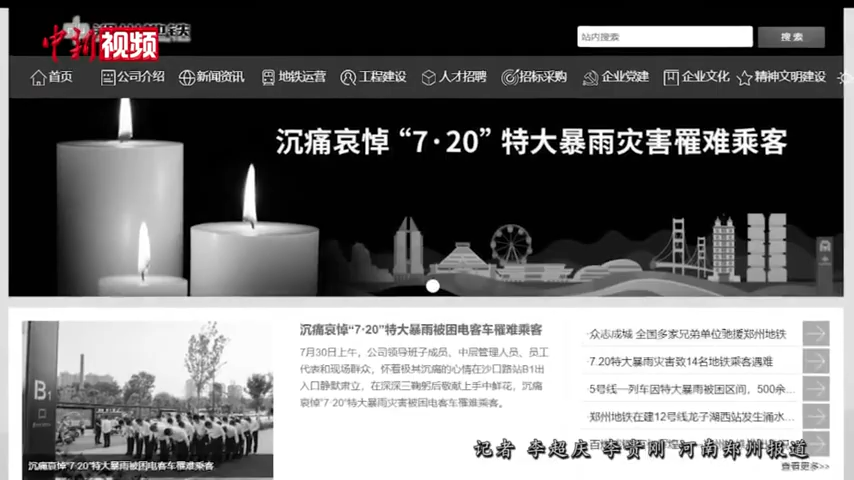 中新视频
站内搜索
搜 索
首页 公司介绍 新闻资讯 地铁运营 工程建设 人才招聘 招标采购 企业党建 企业文化 精神文明建设
沉痛哀悼“7·20”特大暴雨灾害罹难乘客
B1
沉痛哀悼“7·20”特大暴雨被困电客车罹难乘客
沉痛哀悼“7·20”特大暴雨被困电客车罹难乘客
7月30日上午，公司领导班子成员、中层管理人员、员工
代表和现场群众，怀着极其沉痛的心情在沙口路站B1出
入口静默肃立，在深深三鞠躬后敬献上手中鲜花，沉痛
哀悼“7·20”特大暴雨灾害被困电客车罹难乘客。
·众志成城 全国多家兄弟单位驰援郑州地铁
·7.20特大暴雨灾害致14名地铁乘客遇难
·5号线一列车因特大暴雨被困区间，500余...
·郑州地铁在建12号线龙子湖西站发生涌水...
记者 李超庆 李贵刚 河南郑州报道
查看更多>>